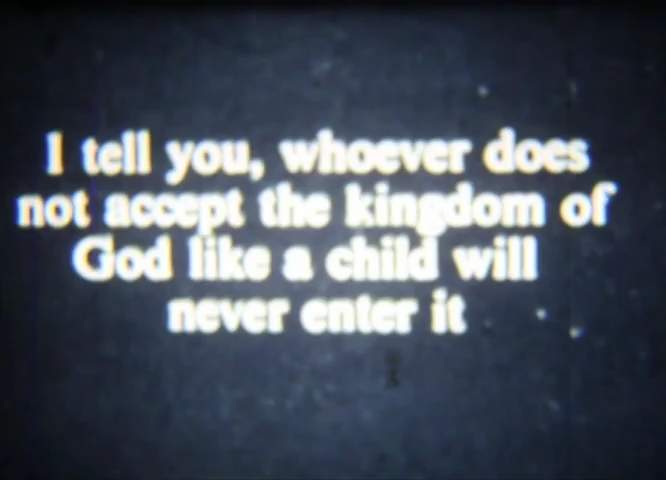 I tell you, whoever does
not accept the kingdom of
God like a child will
never enter it